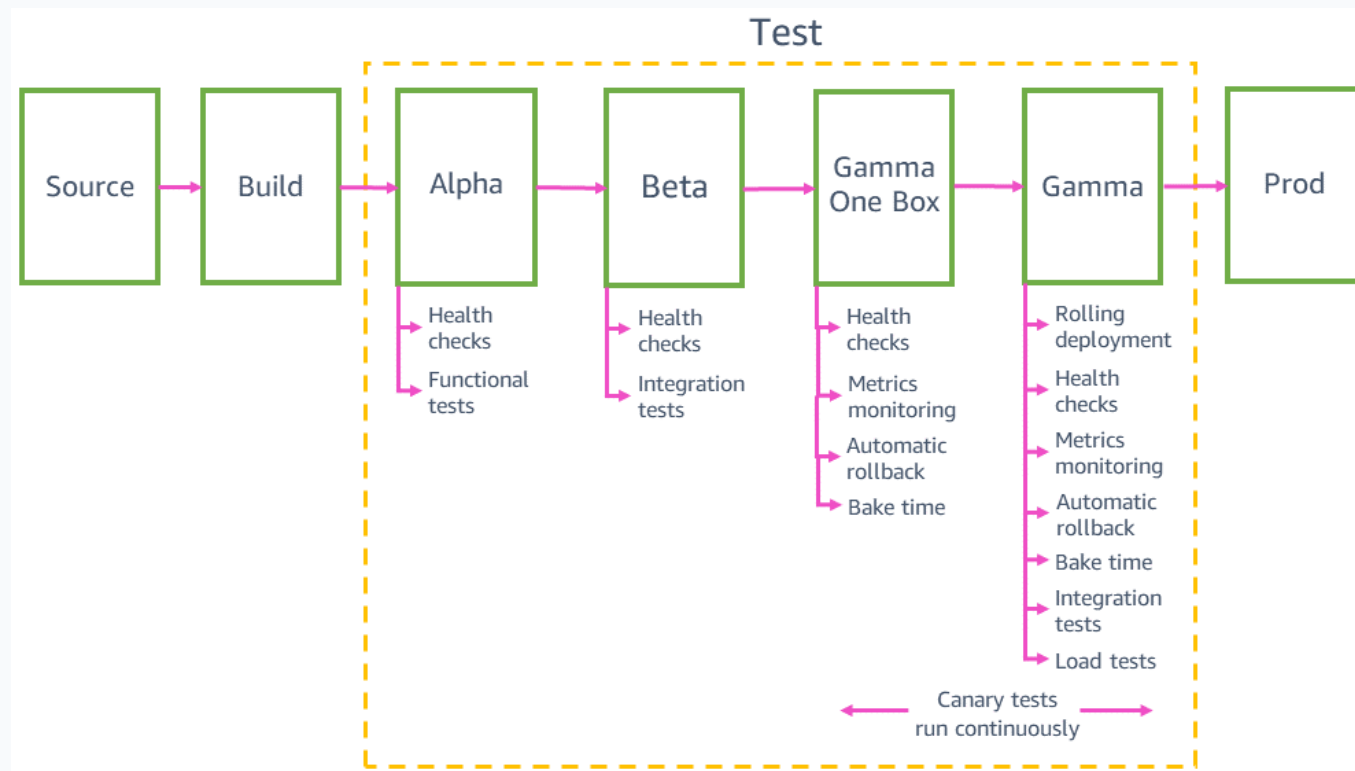 Test
Source
Build
Alpha
Beta
Gamma
One Box
Gamma
Prod
Health
checks
Functional
tests
Health
checks
Integration
tests
Health
checks
Metrics
monitoring
Automatic
rollback
Bake time
Rolling
deployment
Health
checks
Metrics
monitoring
Automatic
rollback
Bake time
Integration
tests
Load tests
Canary tests
run continuously